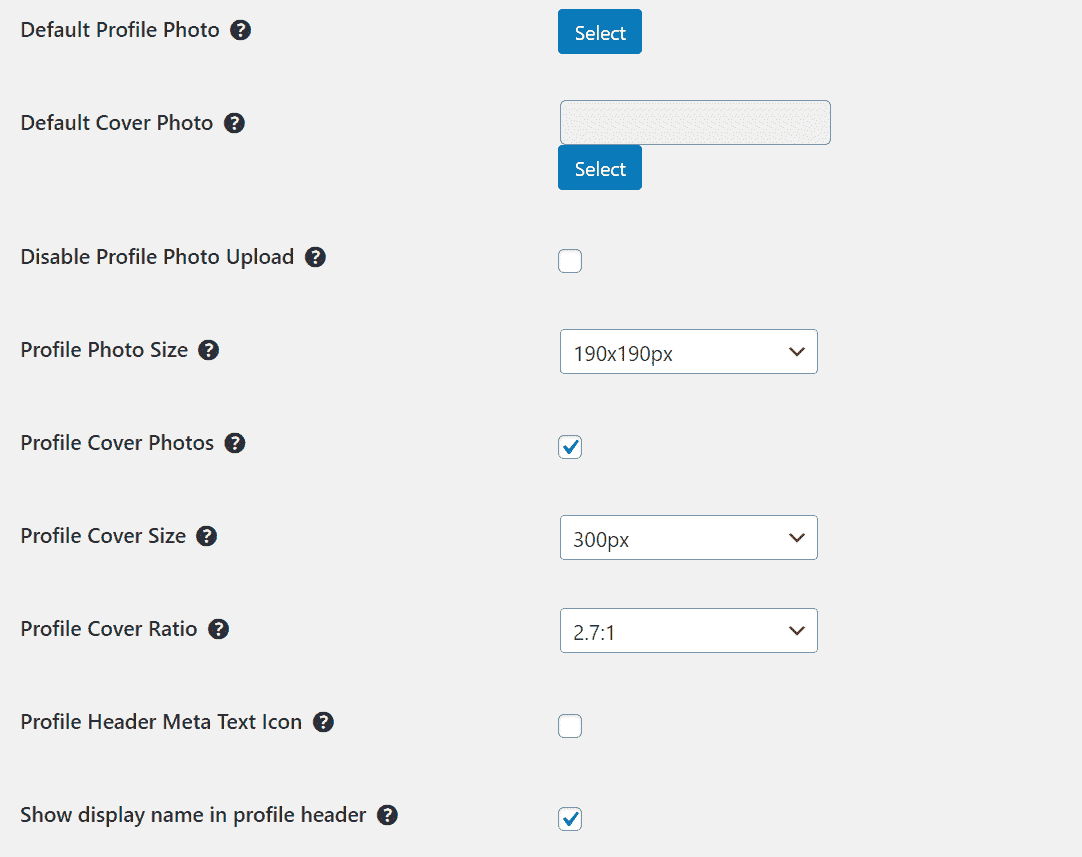 Default Profile Photo ?
Select
Default Cover Photo ?
Select
Disable Profile Photo Upload ?
Profile Photo Size ?
190x190px
Profile Cover Photos ?
Profile Cover Size ?
300px
Profile Cover Ratio ?
2.7:1
Profile Header Meta Text Icon ?
Show display name in profile header ?